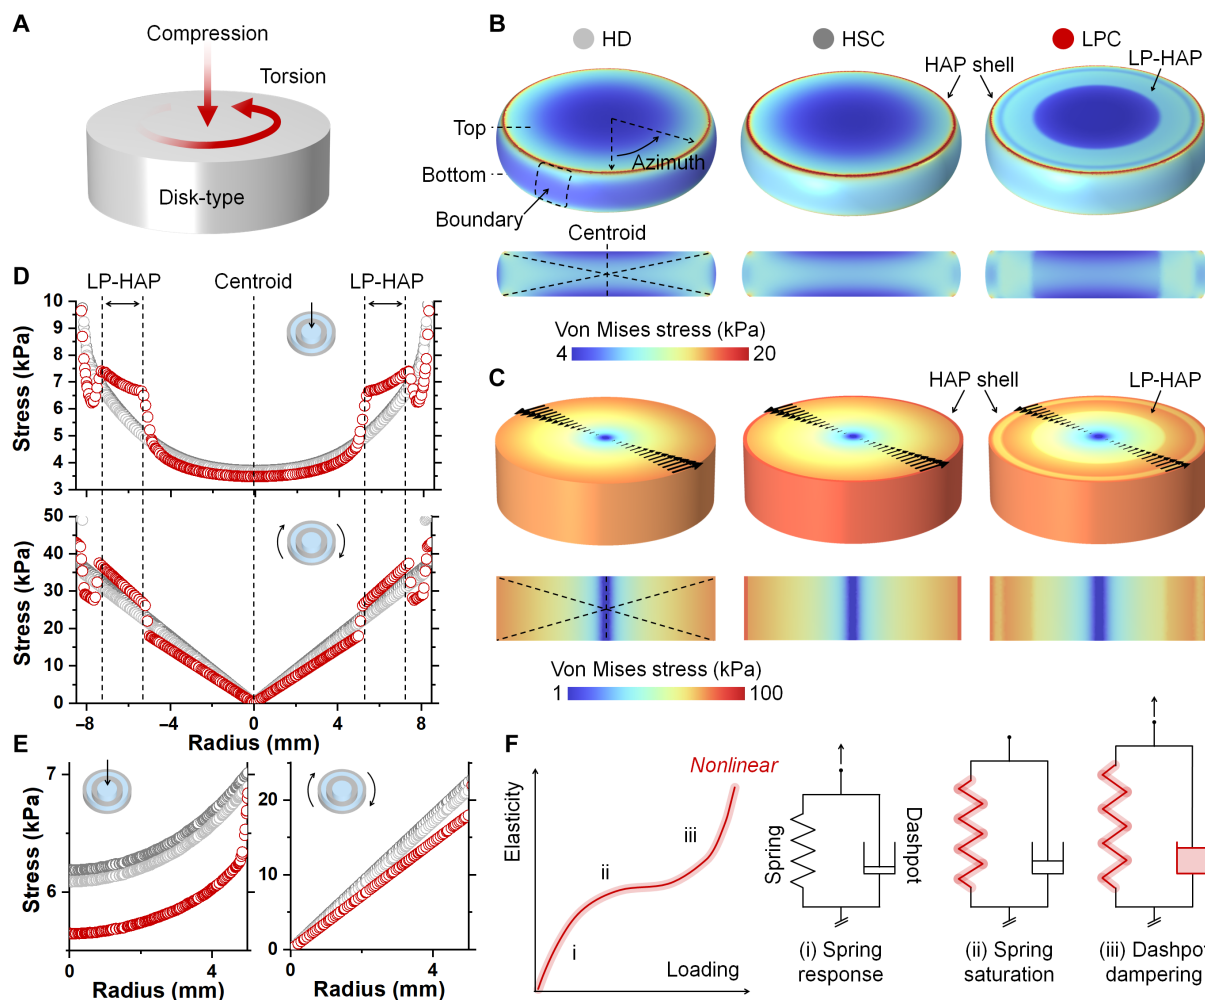 A
Compression
Torsion
Disk-type
B
HD
HSC
LPC
HAP shell
LP-HAP
Top
Bottom
Azimuth
Boundary
Centroid
Von Mises stress (kPa)
4
20
C
HAP shell
LP-HAP
Von Mises stress (kPa)
1
100
D
LP-HAP
Centroid
LP-HAP
Stress (kPa)
10
9
8
7
6
5
4
3
Stress (kPa)
50
40
30
20
10
0
−8
−4
0
4
8
Radius (mm)
E
Stress (kPa)
7
6
0
4
Radius (mm)
20
10
0
0
4
Radius (mm)
F
Elasticity
Nonlinear
i
ii
iii
Loading
Spring
Dashpot
(i) Spring
response
(ii) Spring
saturation
(iii) Dashpot
dampering